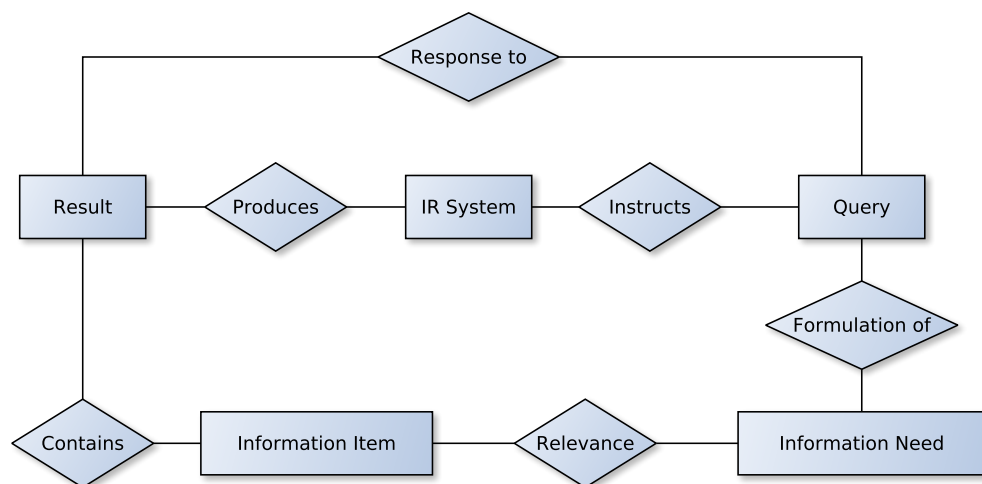 Response to
Result
Produces
IR System
Instructs
Query
Formulation of
Contains
Information Item
Relevance
Information Need